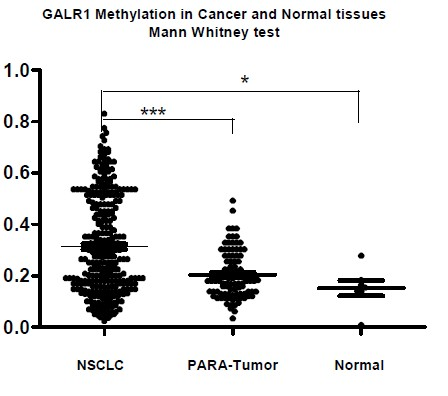 GALR1 Methylation in Cancer and Normal tissues
Mann Whitney test
*
***
1.0
0.8
0.6
0.4
0.2
0.0
NSCLC PARA-Tumor Normal